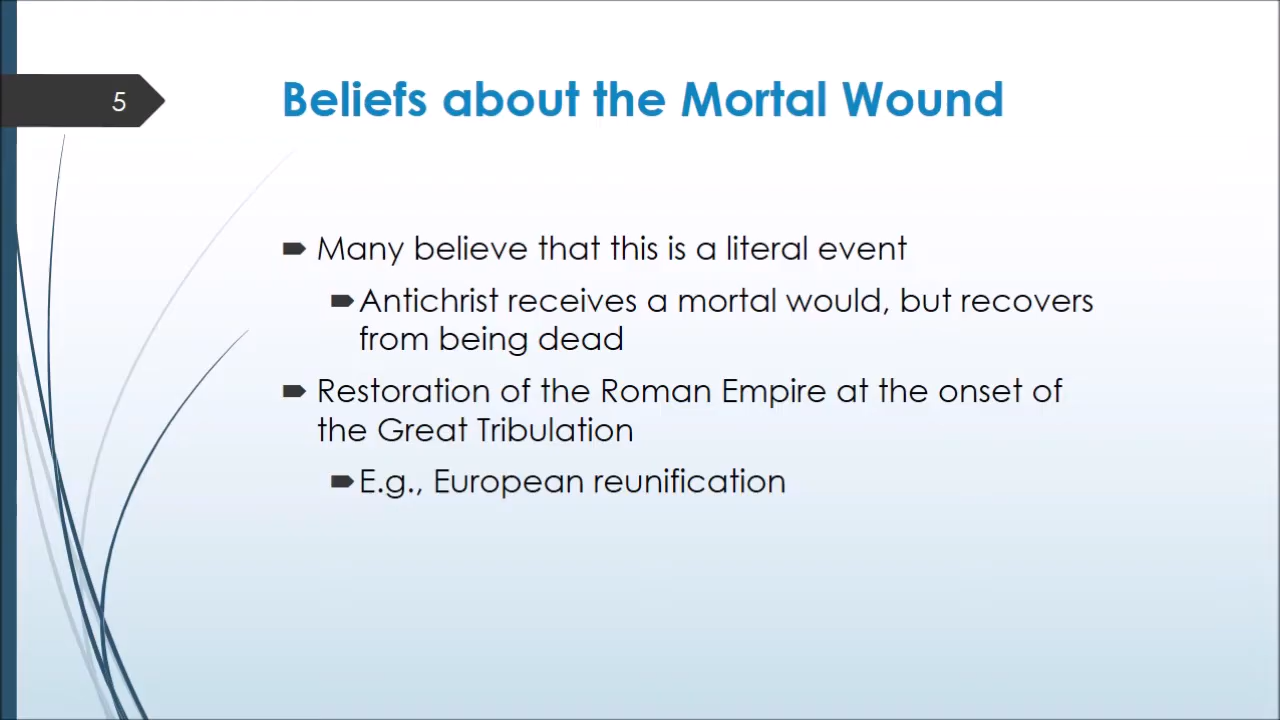 5
Beliefs about the Mortal Wound
Many believe that this is a literal event
Antichrist receives a mortal would, but recovers
from being dead
Restoration of the Roman Empire at the onset of
the Great Tribulation
E.g., European reunification